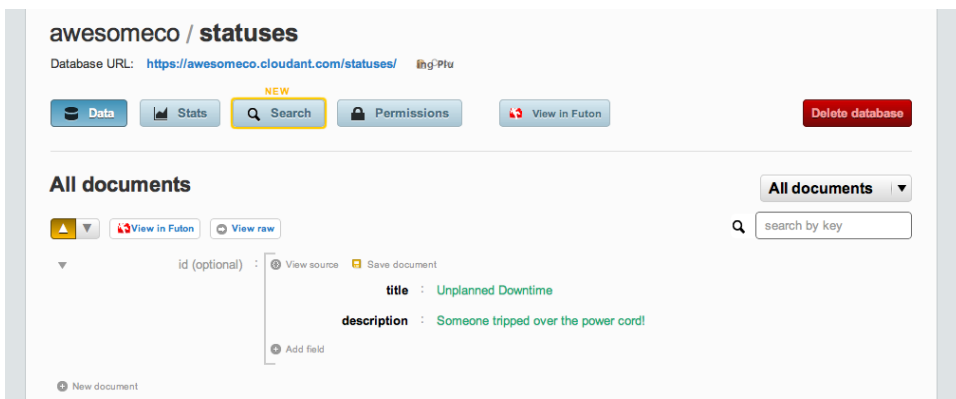 awesomeco / statuses
Database URL: https://awesomeco.cloudant.com/statuses/
NEW
Data Stats Search Permissions View in Futon Delete database
All documents All documents
View in Futon View raw search by key
id (optional) : View source Save document
title : Unplanned Downtime
description : Someone tripped over the power cord!
Add field
New document